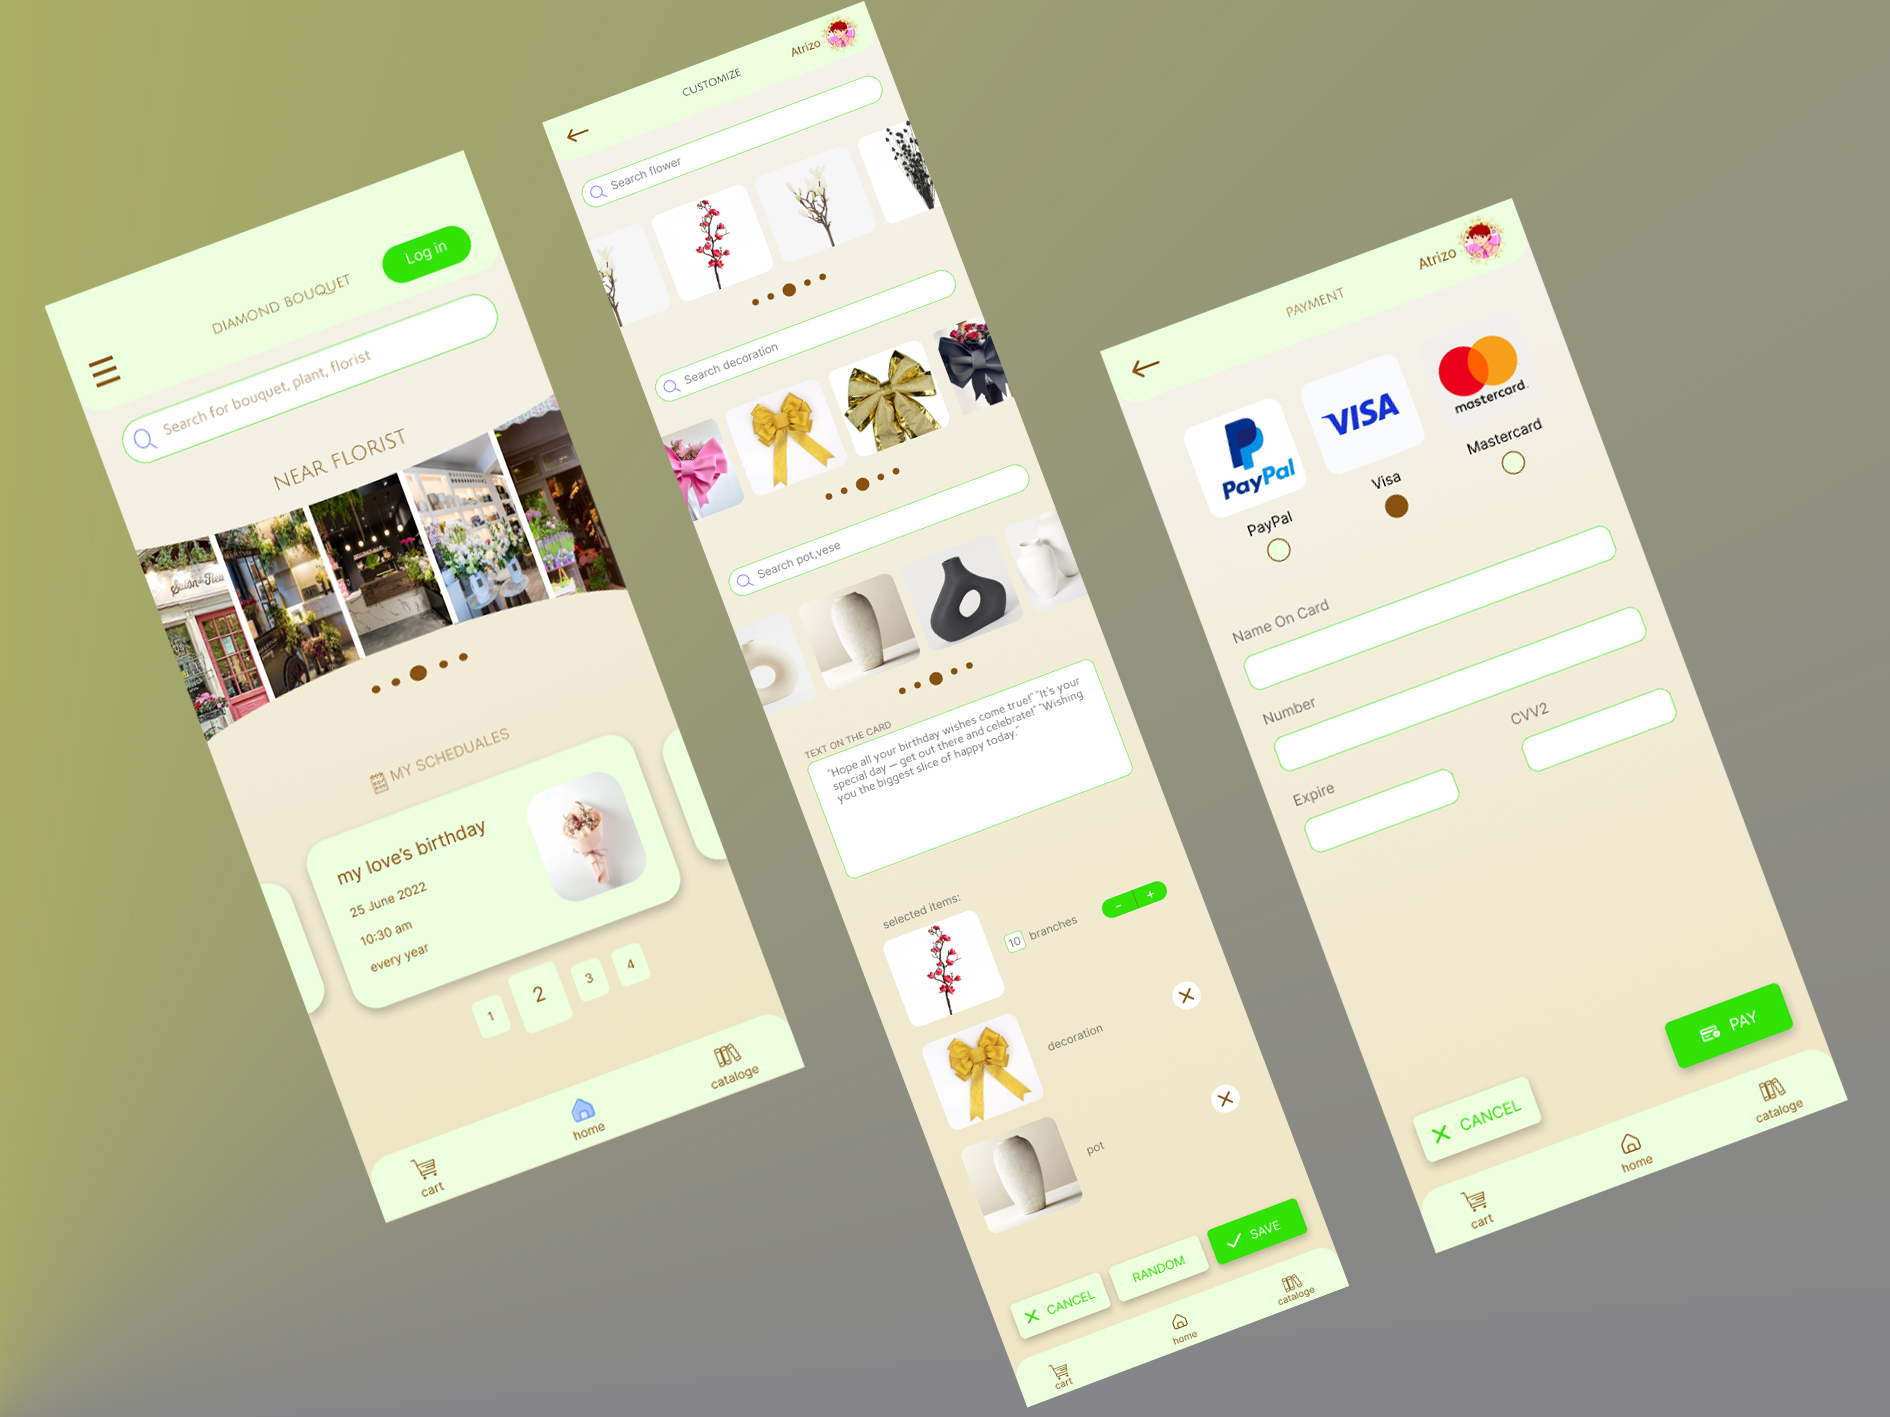 Log in
DIAMOND BOUQUET
Search for bouquet, plant, florist
NEAR FLORIST
MY SCHEDUALES
my love's birthday
25 June 2022
10:30 am
every year
1
2
3
4
cart
home
cataloge
Atrizo
CUSTOMIZE
Search flower
Search decoration
Search pot,vese
TEXT ON THE CARD
"Hope all your birthday wishes come true!" "It's your
special day — get out there and celebrate!" "Wishing
you the biggest slice of happy today."
selected items:
10 branches
-
+
decoration
pot
CANCEL
RANDOM
SAVE
cart
home
cataloge
Atrizo
PAYMENT
PayPal
VISA
mastercard.
PayPal
Visa
Mastercard
Name On Card
Number
CVV2
Expire
PAY
CANCEL
cart
home
cataloge